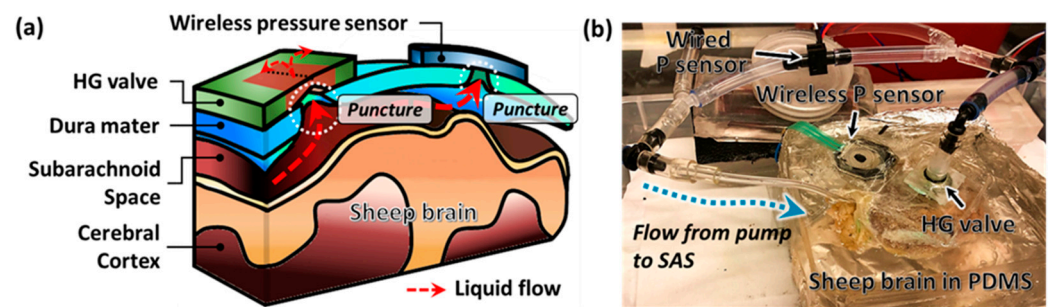 (a)
Wireless pressure sensor
HG valve
Dura mater
Subarachnoid
Space
Cerebral
Cortex
Puncture
Puncture
Sheep brain
Liquid flow
(b)
Wired
P sensor
Wireless P sensor
HG valve
Flow from pump
to SAS
Sheep brain in PDMS